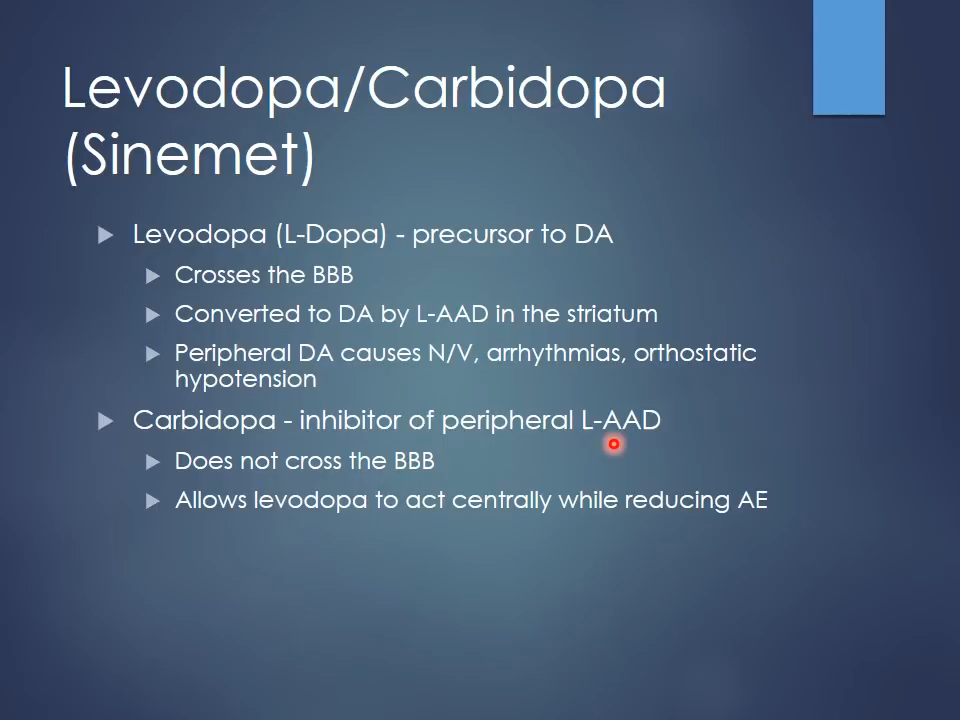 Levodopa/Carbidopa
(Sinemet)
Levodopa (L-Dopa) - precursor to DA
Crosses the BBB
Converted to DA by L-AAD in the striatum
Peripheral DA causes N/V, arrhythmias, orthostatic
hypotension
Carbidopa - inhibitor of peripheral L-AAD
Does not cross the BBB
Allows levodopa to act centrally while reducing AE